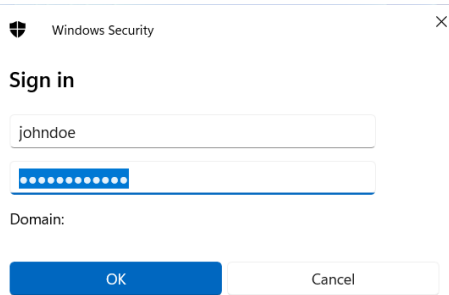 Windows Security
Sign in
johndoe
●●●●●●●●●●●●
Domain:
OK Cancel